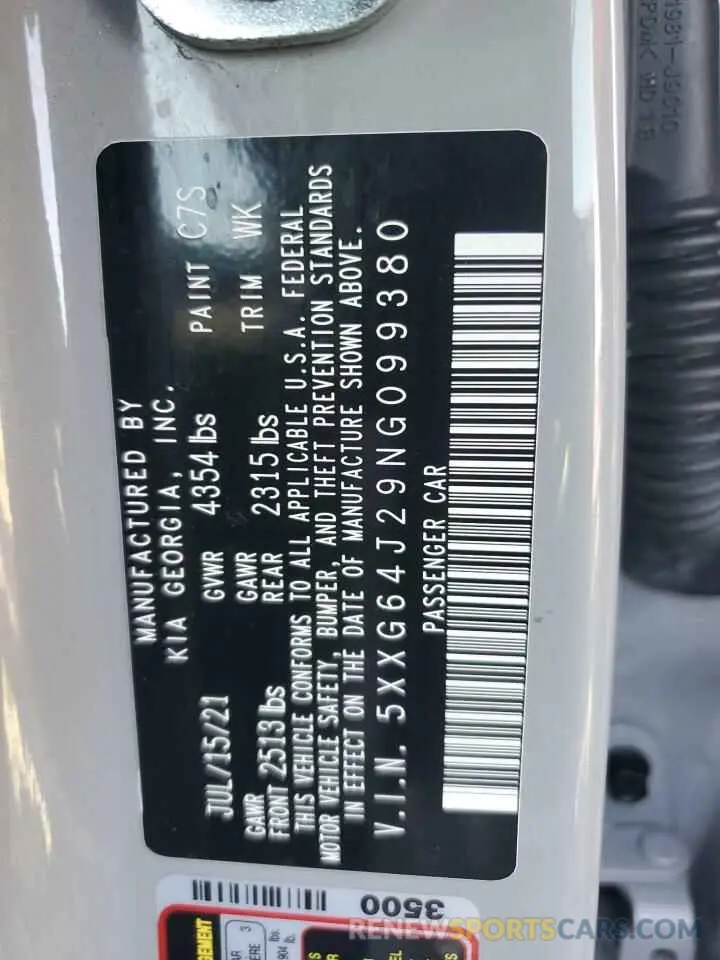 MANUFACTURED BY
KIA GEORGIA, INC.
JUL/15/21 GVWR 4354 lbs PAINT C7S
GAWR FRONT 2513 lbs GAWR REAR 2315 lbs TRIM WK
THIS VEHICLE CONFORMS TO ALL APPLICABLE U.S.A. FEDERAL
MOTOR VEHICLE SAFETY, BUMPER, AND THEFT PREVENTION STANDARDS
IN EFFECT ON THE DATE OF MANUFACTURE SHOWN ABOVE.
V.I.N. 5XXG64J29NG099380
PASSENGER CAR
3500
RENEWSPORTCARS.COM